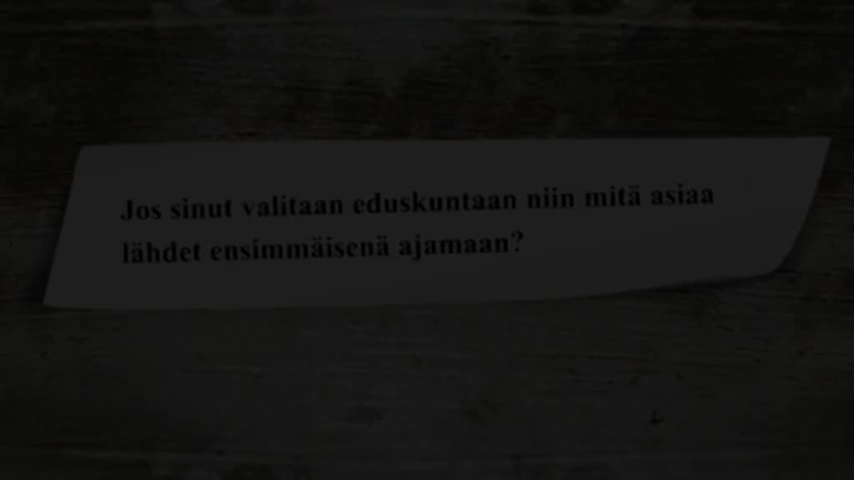 Jos sinut valitaan eduskuntaan niin mitä asiaa
lähdet ensimmäisenä ajamaan?